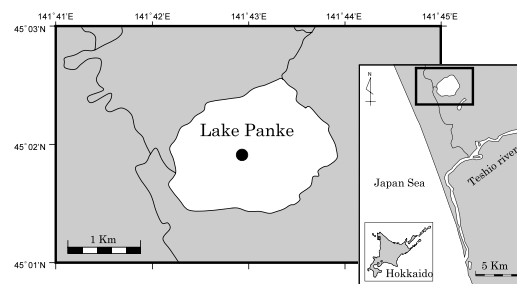 141°41′E 141°42′E 141°43′E 141°44′E 141°45′E
45°03′N
N
Lake Panke
45°02′N
Teshio river
Japan Sea
1 Km
Hokkaido
5 Km
45°01′N